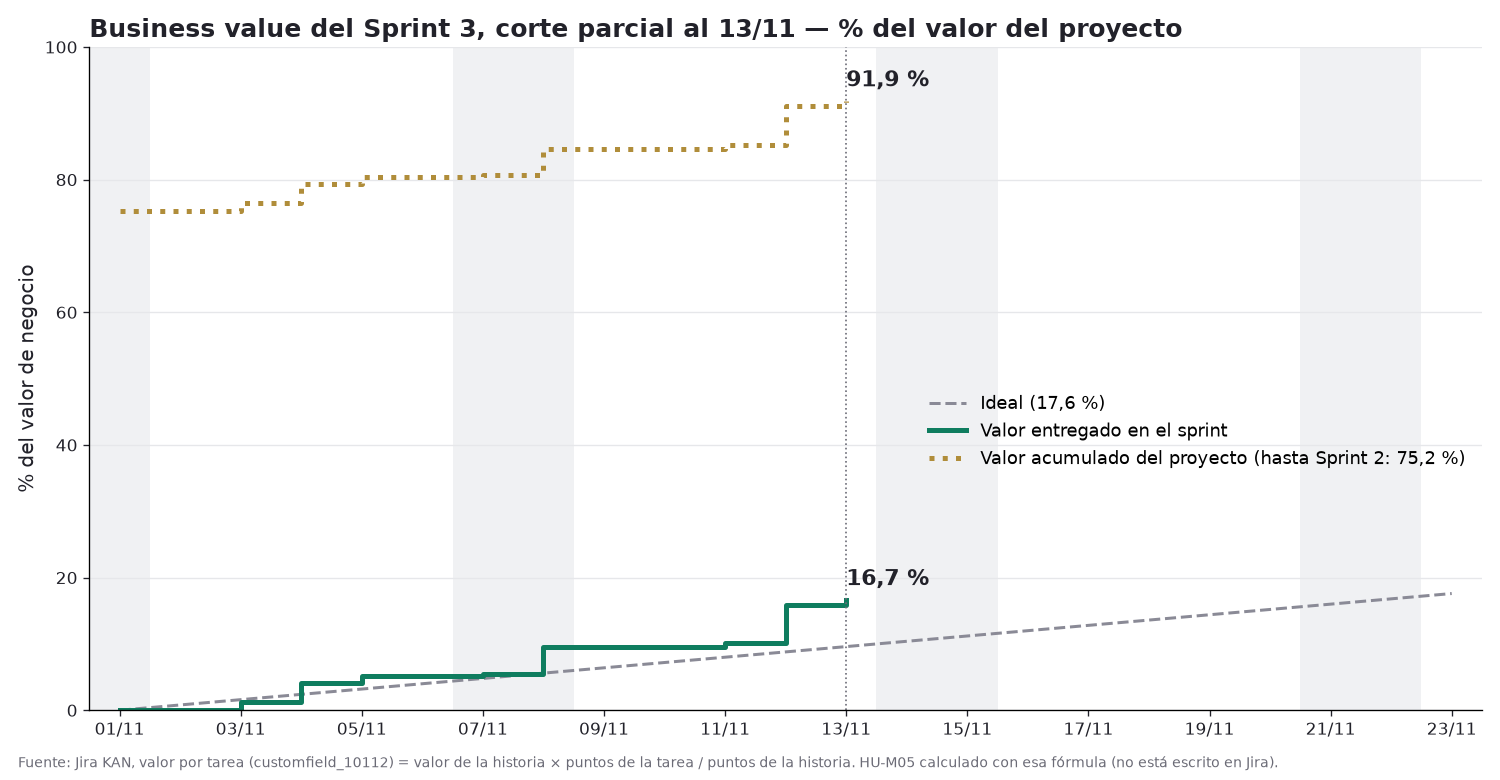 Business value del Sprint 3, corte parcial al 13/11 — % del valor del proyecto
% del valor de negocio
100
80
60
40
20
0
91,9 %
16,7 %
Ideal (17,6 %)
Valor entregado en el sprint
Valor acumulado del proyecto (hasta Sprint 2: 75,2 %)
01/11 03/11 05/11 07/11 09/11 11/11 13/11 15/11 17/11 19/11 21/11 23/11
Fuente: Jira KAN, valor por tarea (customfield_10112) = valor de la historia × puntos de la tarea / puntos de la historia. HU-M05 calculado con esa fórmula (no está escrito en Jira).